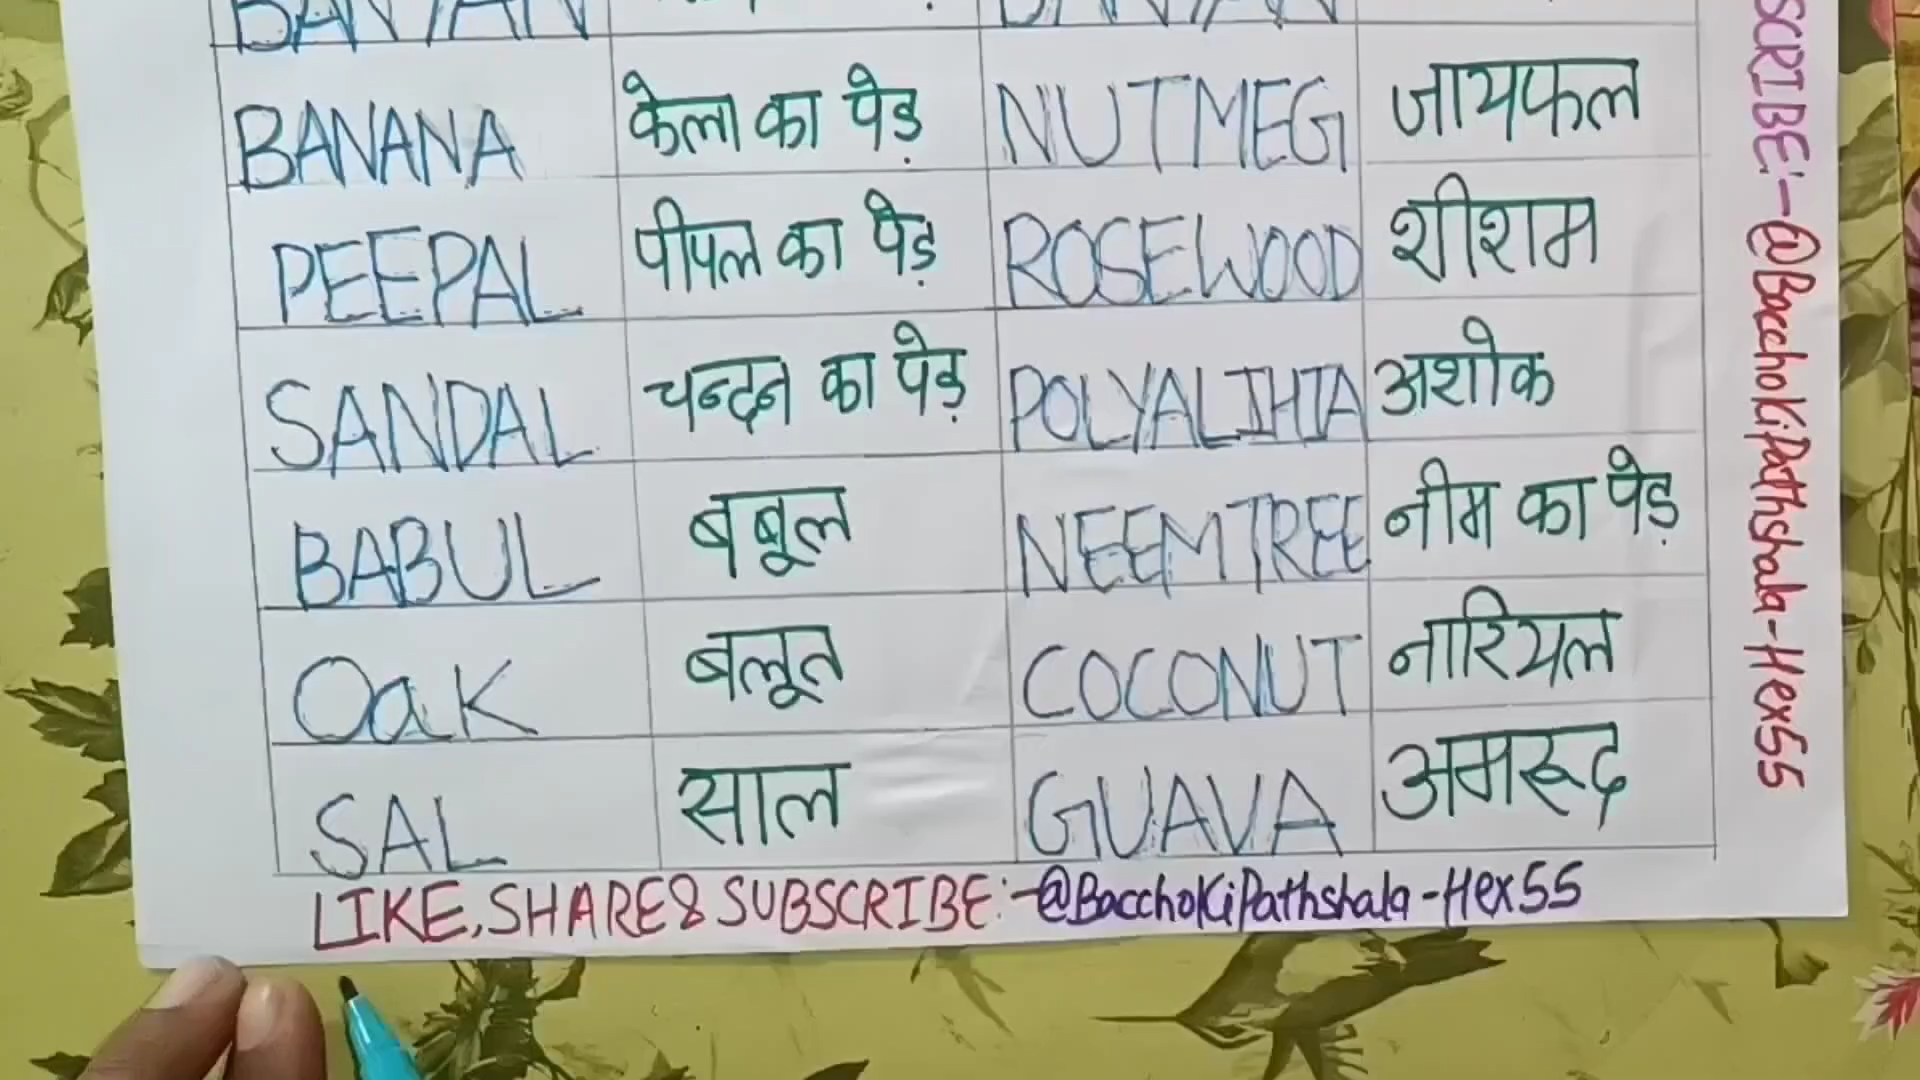 BANANA केला का पेड़ NUTMEG जायफल
PEEPAL पीपल का पेड़ ROSEWOOD शीशम
SANDAL चन्दन का पेड़ POLYALIHIA अशोक
BABUL बबूल NEEMTREE नीम का पेड़
OaK बलूत COCONUT नारियल
SAL साल GUAVA अमरूद
LIKE, SHARE & SUBSCRIBE:-@BacchoKiPathshala-Hex55
SCRIBE:-@BacchoKiPathshala-Hex55